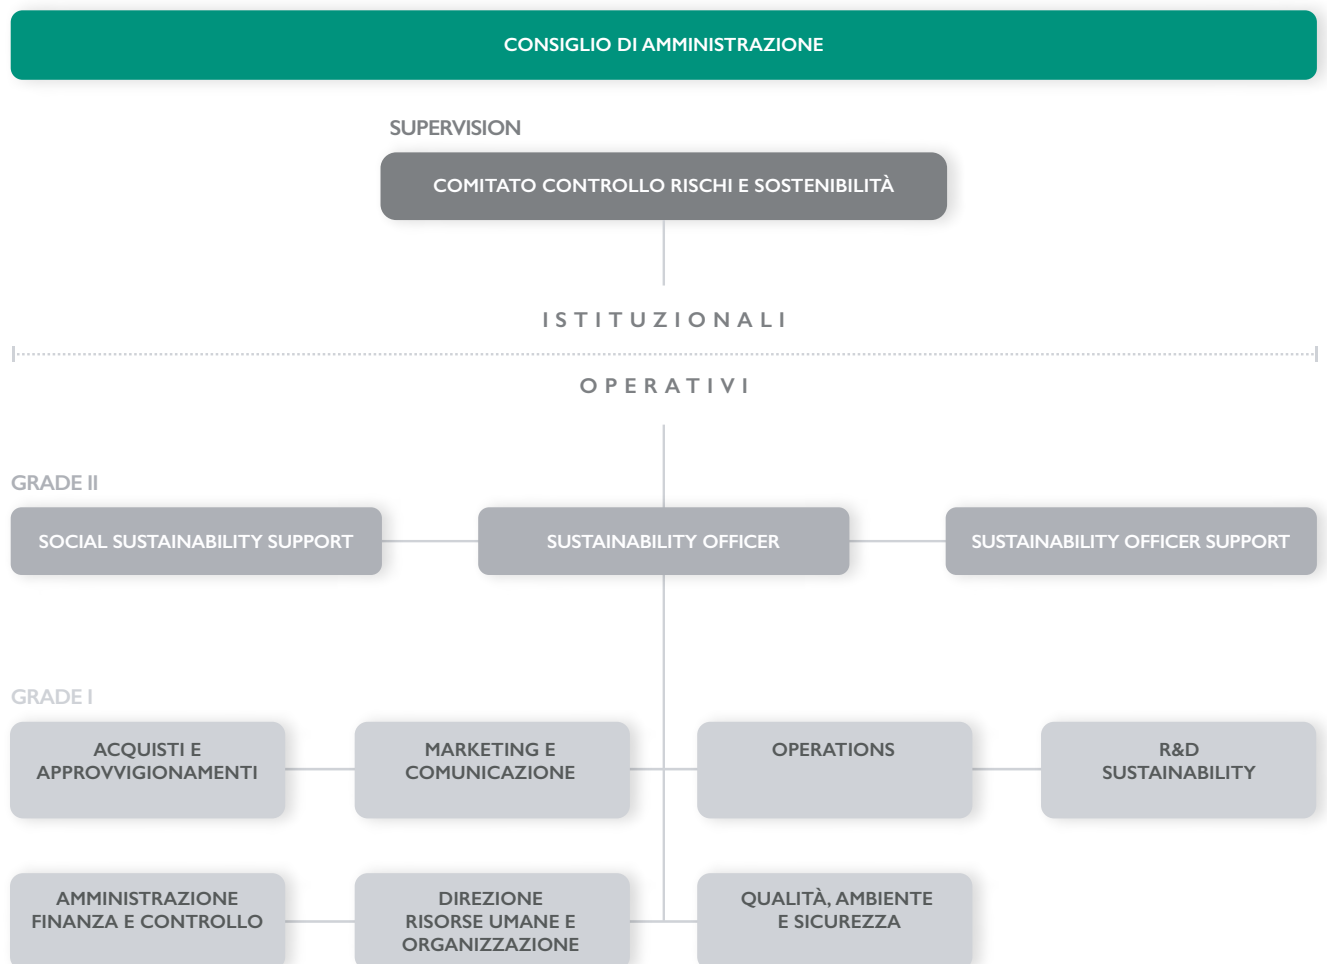 CONSIGLIO DI AMMINISTRAZIONE
SUPERVISION
COMITATO CONTROLLO RISCHI E SOSTENIBILITÀ
ISTITUZIONALI
OPERATIVI
GRADE II
SOCIAL SUSTAINABILITY SUPPORT
SUSTAINABILITY OFFICER
SUSTAINABILITY OFFICER SUPPORT
GRADE I
ACQUISTI E
APPROVVIGIONAMENTI
MARKETING E
COMUNICAZIONE
OPERATIONS
R&D
SUSTAINABILITY
AMMINISTRAZIONE
FINANZA E CONTROLLO
DIREZIONE
RISORSE UMANE E
ORGANIZZAZIONE
QUALITÀ, AMBIENTE
E SICUREZZA